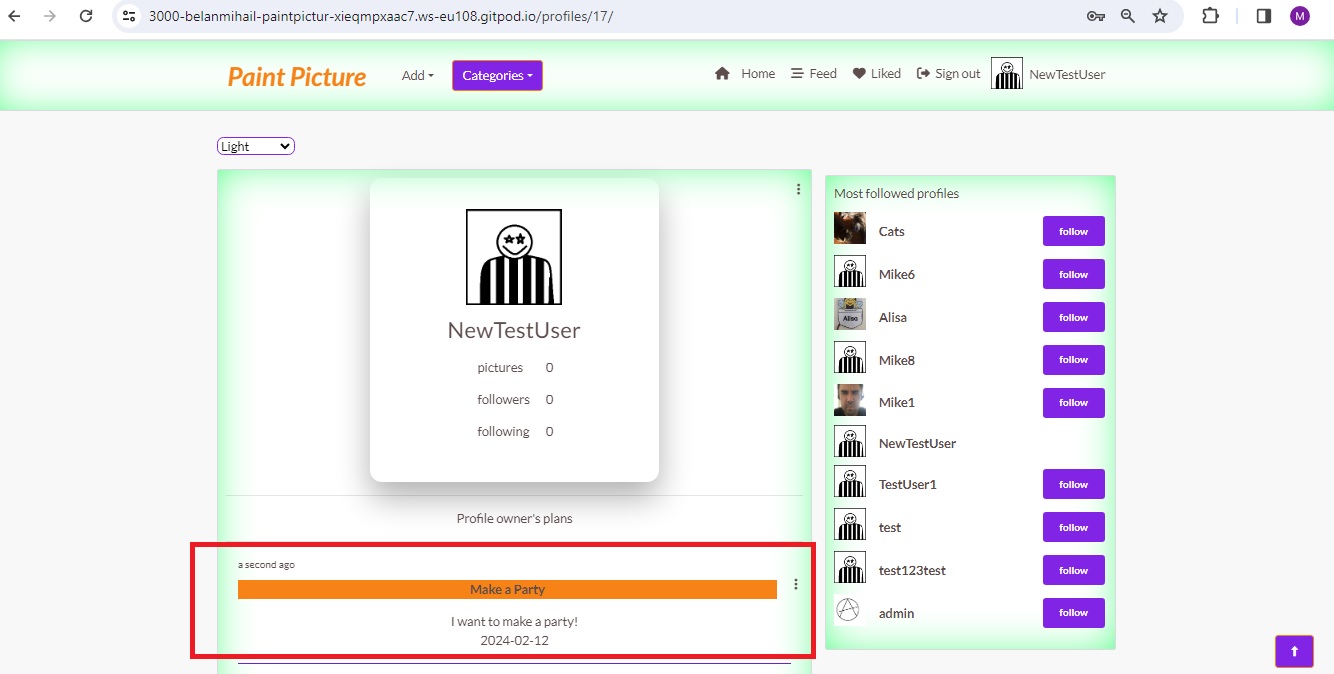 3000-belanmihail-paintpictur-xieqmpxaac7.ws-eu108.gitpod.io/profiles/17/
M
Paint Picture
Add
Categories
Home
Feed
Liked
Sign out
NewTestUser
Light
NewTestUser
pictures 0
followers 0
following 0
Profile owner's plans
a second ago
Make a Party
I want to make a party!
2024-02-12
Most followed profiles
Cats follow
Mike6 follow
Alisa
Alisa follow
Mike8 follow
Mike1 follow
NewTestUser
TestUser1 follow
test follow
test123test follow
admin follow